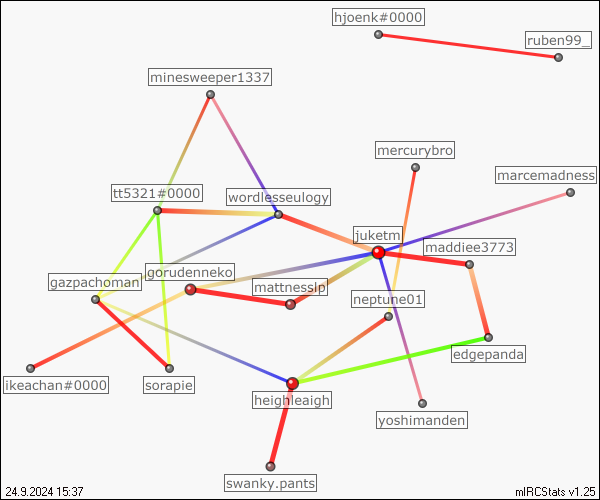 hjoenk#0000
ruben99_
minesweeper1337
mercurybro
marcemadness
tt5321#0000
wordlesseulogy
juketm
maddiee3773
gorudenneko
gazpachoman
mattnesslp
neptune01
edgepanda
ikeachan#0000
sorapie
heighleaigh
yoshimanden
swanky.pants
24.9.2024 15:37
mIRCStats v1.25